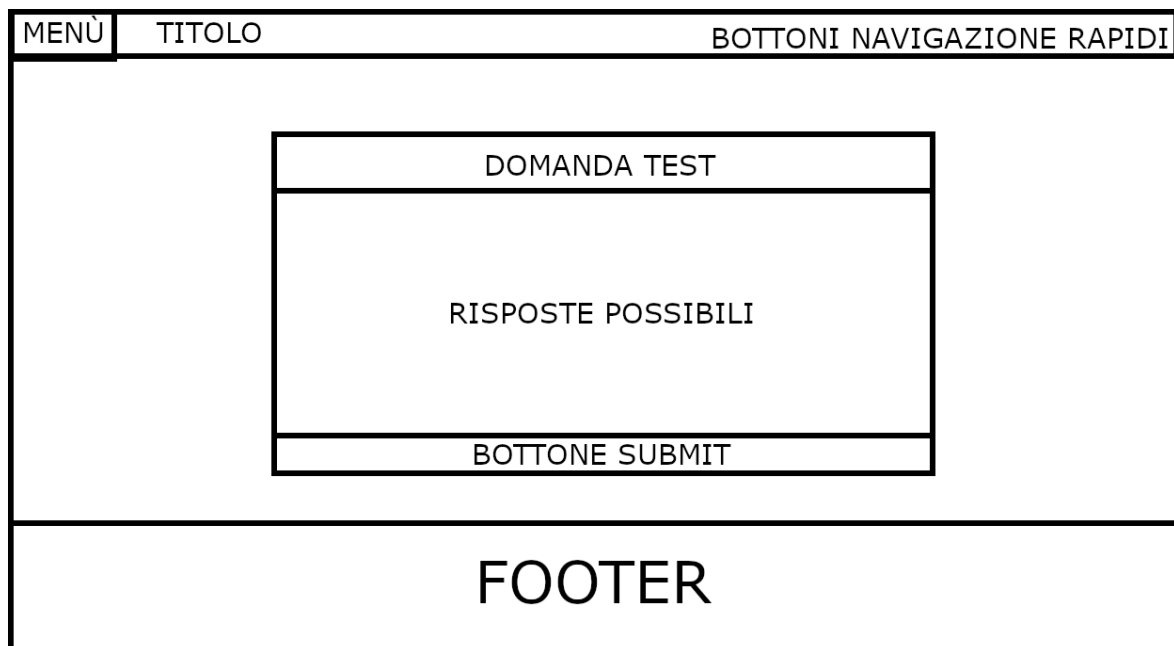 MENÙ TITOLO BOTTONI NAVIGAZIONE RAPIDI
DOMANDA TEST
RISPOSTE POSSIBILI
BOTTONE SUBMIT
FOOTER